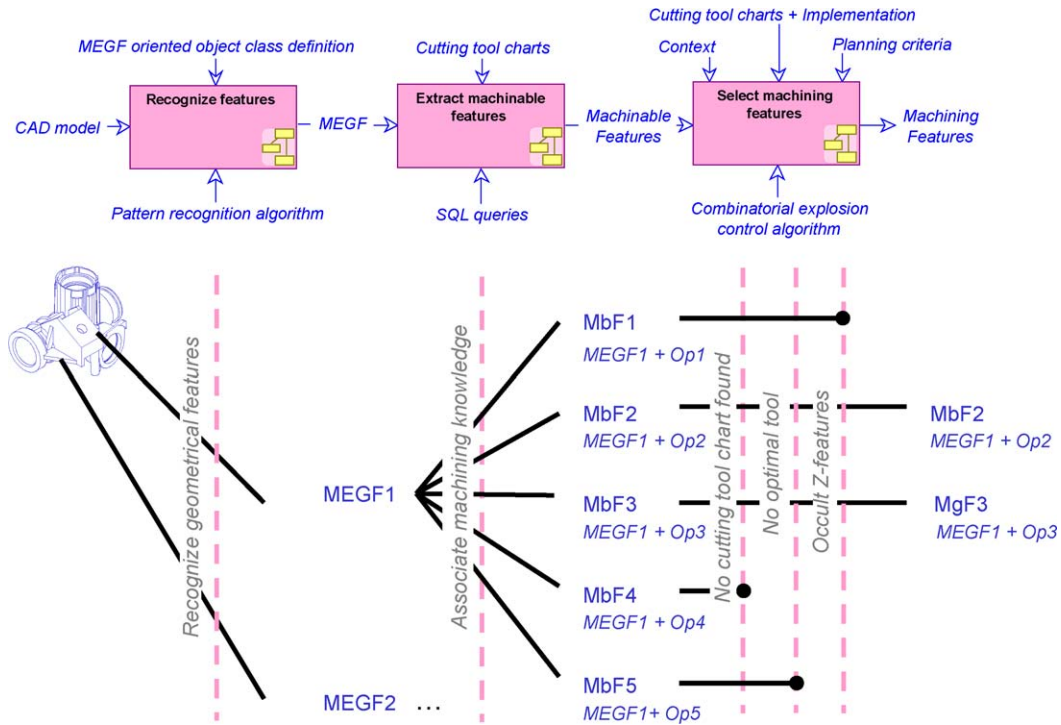 Cutting tool charts + Implementation
MEGF oriented object class definition
Cutting tool charts
Context
Planning criteria
Recognize features
Extract machinable
features
Select machining
features
CAD model
MEGF
Machinable
Features
Machining
Features
Pattern recognition algorithm
SQL queries
Combinatorial explosion
control algorithm
Recognize geometrical features
Associate machining knowledge
No cutting tool chart found
No optimal tool
Occult Z-features
MbF1
MEGF1 + Op1
MbF2
MEGF1 + Op2
MbF2
MEGF1 + Op2
MEGF1
MbF3
MEGF1 + Op3
MgF3
MEGF1 + Op3
MbF4
MEGF1 + Op4
MEGF2 ...
MbF5
MEGF1+ Op5